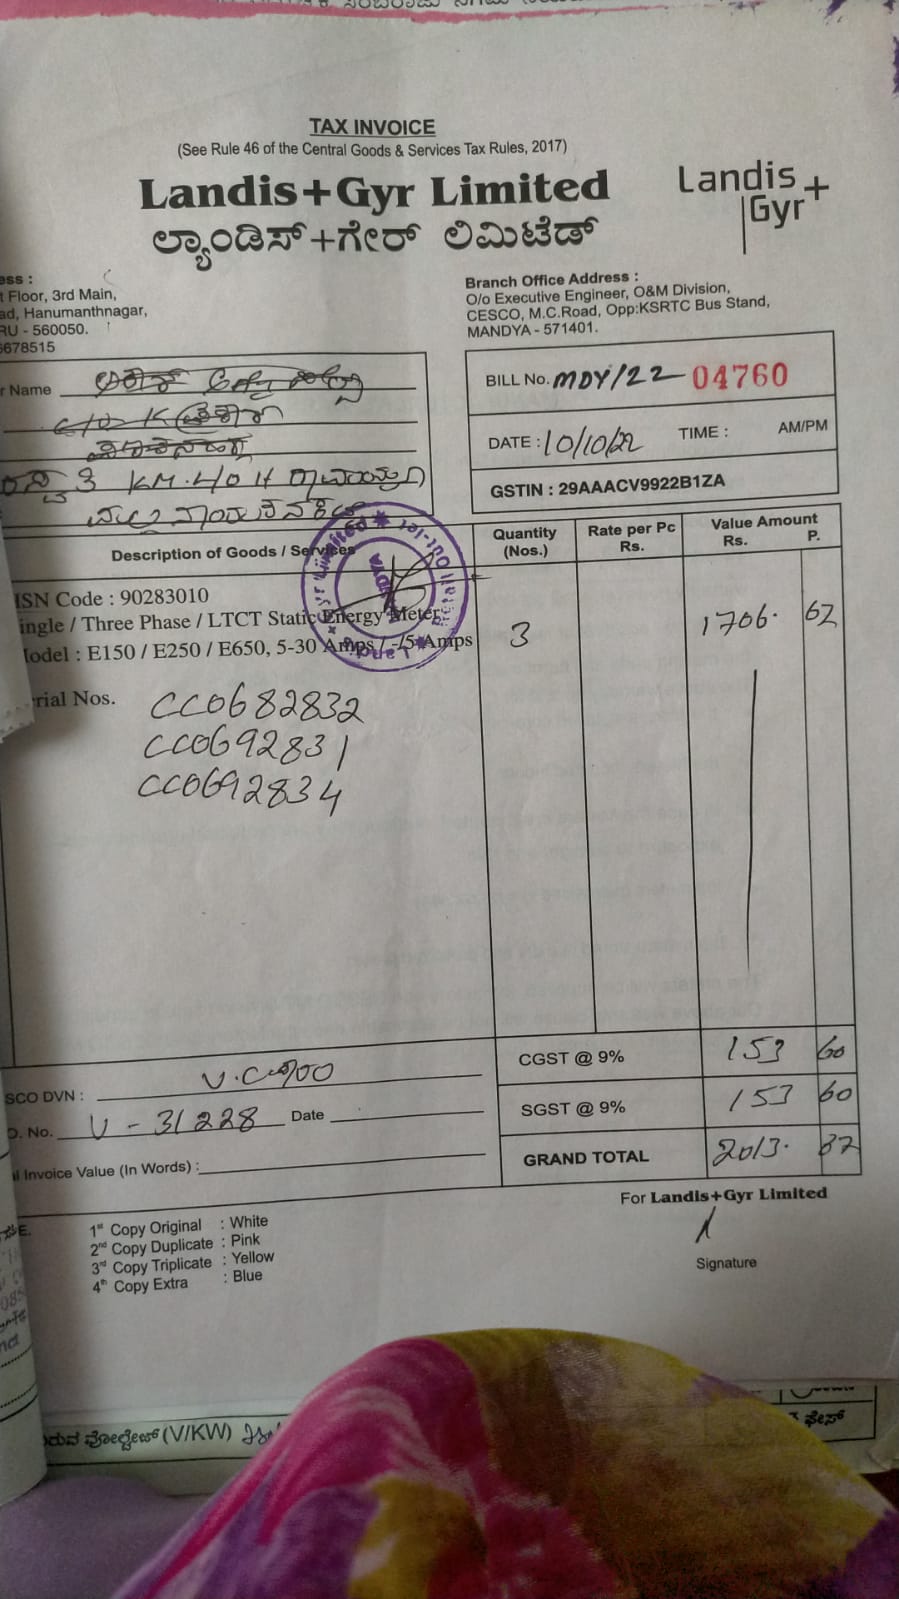 TAX INVOICE
(See Rule 46 of the Central Goods & Services Tax Rules, 2017)
Landis+Gyr Limited
Landis+Gyr
ಲ್ಯಾಂಡಿಸ್+ಗೇರ್ ಲಿಮಿಟೆಡ್
ess :
t Floor, 3rd Main,
ad, Hanumanthnagar,
RU - 560050.
6678515
Branch Office Address :
O/o Executive Engineer, O&M Division,
CESCO, M.C.Road, Opp:KSRTC Bus Stand,
MANDYA - 571401.
r Name
KM.
BILL No. MDY/22 04760
DATE : 10/10/22 TIME : AM/PM
GSTIN : 29AAACV9922B1ZA
Description of Goods / Services Quantity (Nos.) Rate per Pc Rs. Value Amount Rs. P.
ISN Code : 90283010
ingle / Three Phase / LTCT Static Energy Meter
Model : E150 / E250 / E650, 5-30 Amps / -/5 Amps 3 1706. 62
rial Nos. CC0682832
CC0692831
CC0692834
CGST @ 9% 153 60
SCO DVN :
SGST @ 9% 153 60
O. No. V - 31228 Date
GRAND TOTAL 2013. 82
l Invoice Value (In Words) :
For Landis+Gyr Limited
1st Copy Original : White
2nd Copy Duplicate : Pink
3rd Copy Triplicate : Yellow
4th Copy Extra : Blue
Signature
ರುವ ವೋಲ್ಟೇಜ್ (V/KW)
ಫೇಸ್